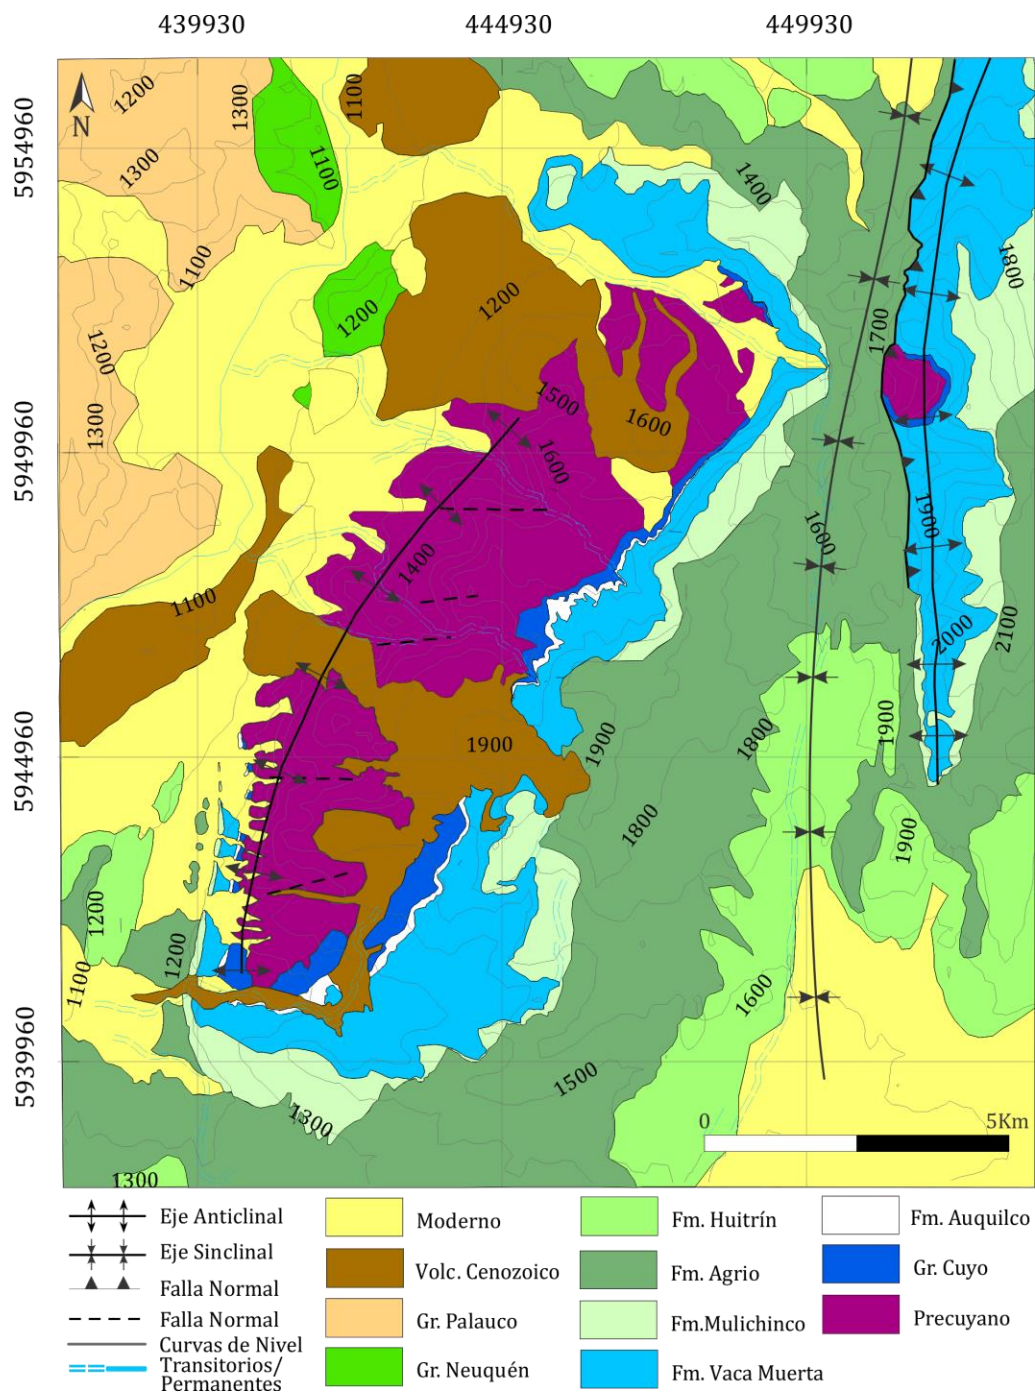 439930 444930 449930
5954960
5949960
5944960
5939960
N
1200
1300
1100
1300
1100
1400
1100
1800
1200
1200
1700
1200
1300
1500
1600
1600
1400
1900
1600
1100
2000
2100
1900
1900
1800
1900
1800
1900
1200
1200
1100
1600
1500
1300
1300
0 5Km
Eje Anticlinal
Eje Sinclinal
Falla Normal
Falla Normal
Curvas de Nivel
Transitorios/
Permanentes
Moderno
Volc. Cenozoico
Gr. Palauco
Gr. Neuquén
Fm. Huitrín
Fm. Agrio
Fm.Mulichinco
Fm. Vaca Muerta
Fm. Auquilco
Gr. Cuyo
Precuyano